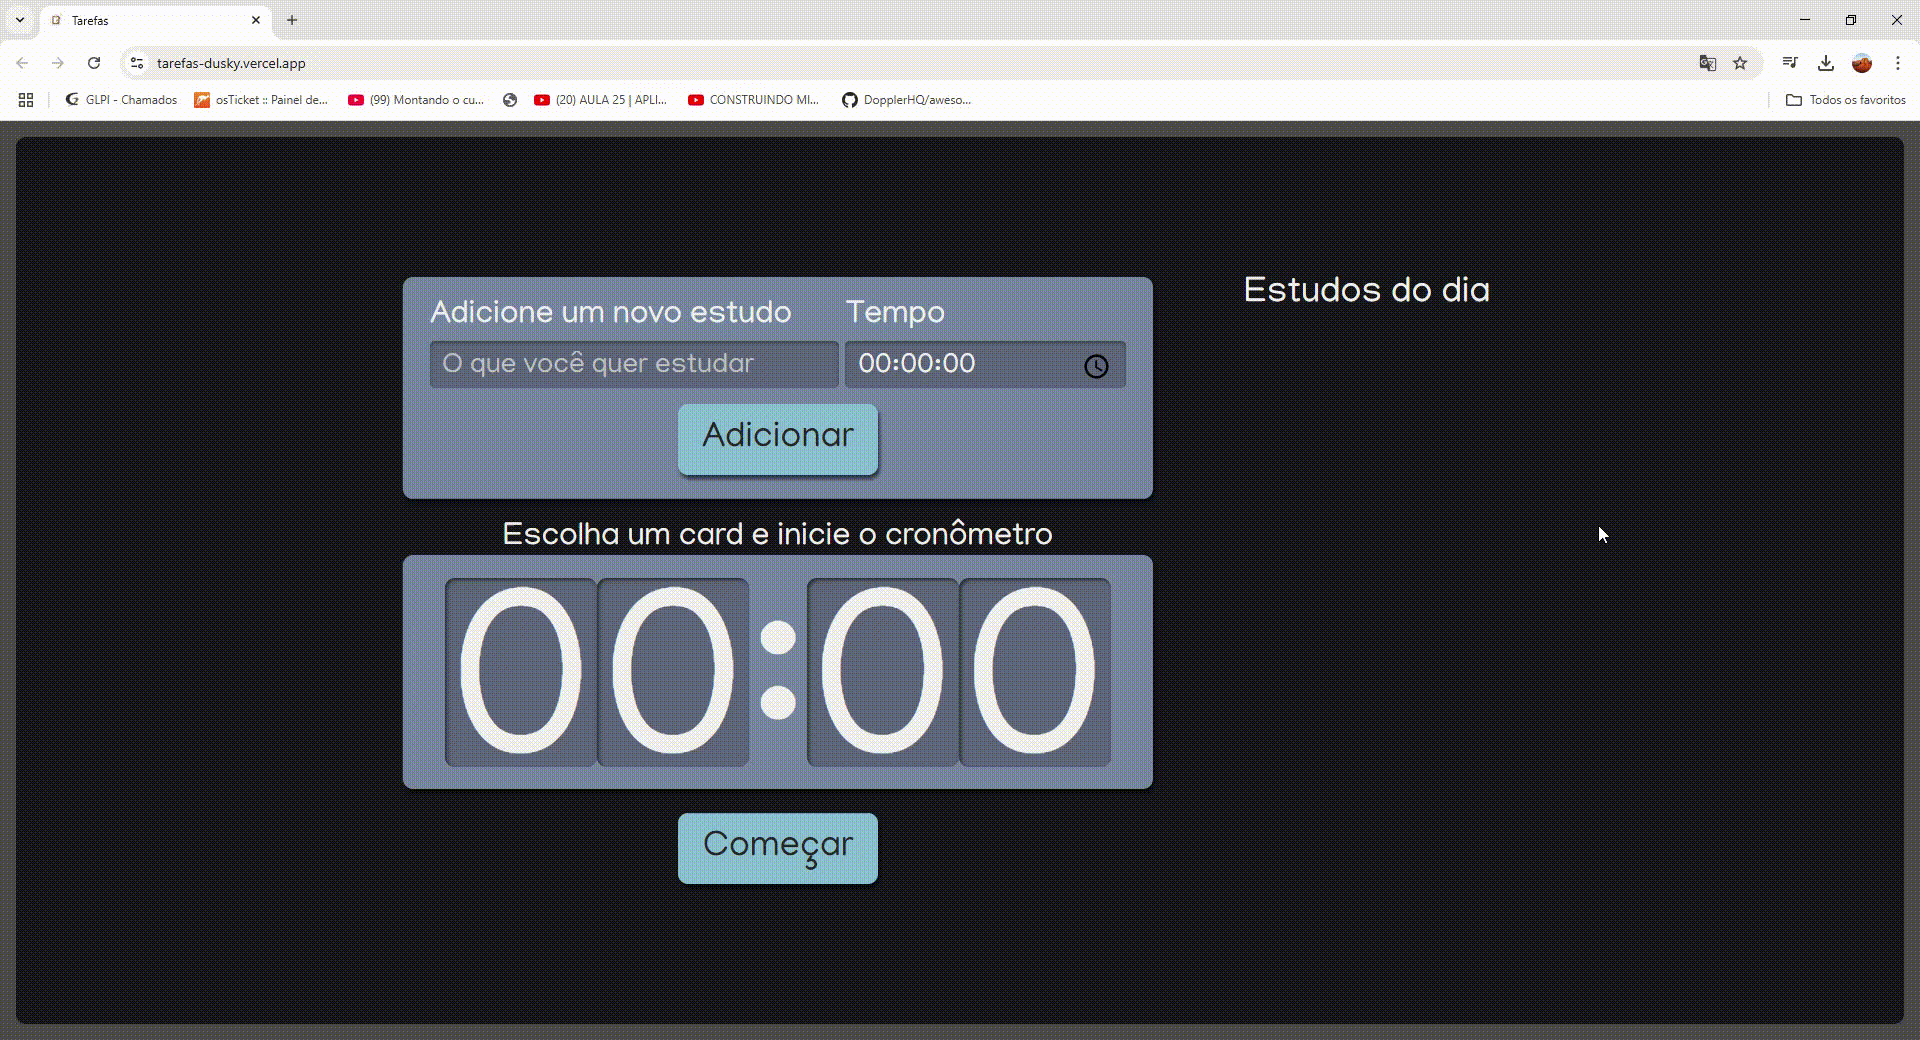 Tarefas
tarefas-dusky.vercel.app
GLPI - Chamados
osTicket :: Painel de...
(99) Montando o cu...
(20) AULA 25 | APLI...
CONSTRUINDO MI...
DopplerHQ/aweso...
Todos os favoritos
Adicione um novo estudo
Tempo
O que você quer estudar
00:00:00
Adicionar
Estudos do dia
Escolha um card e inicie o cronômetro
00:00
Começar